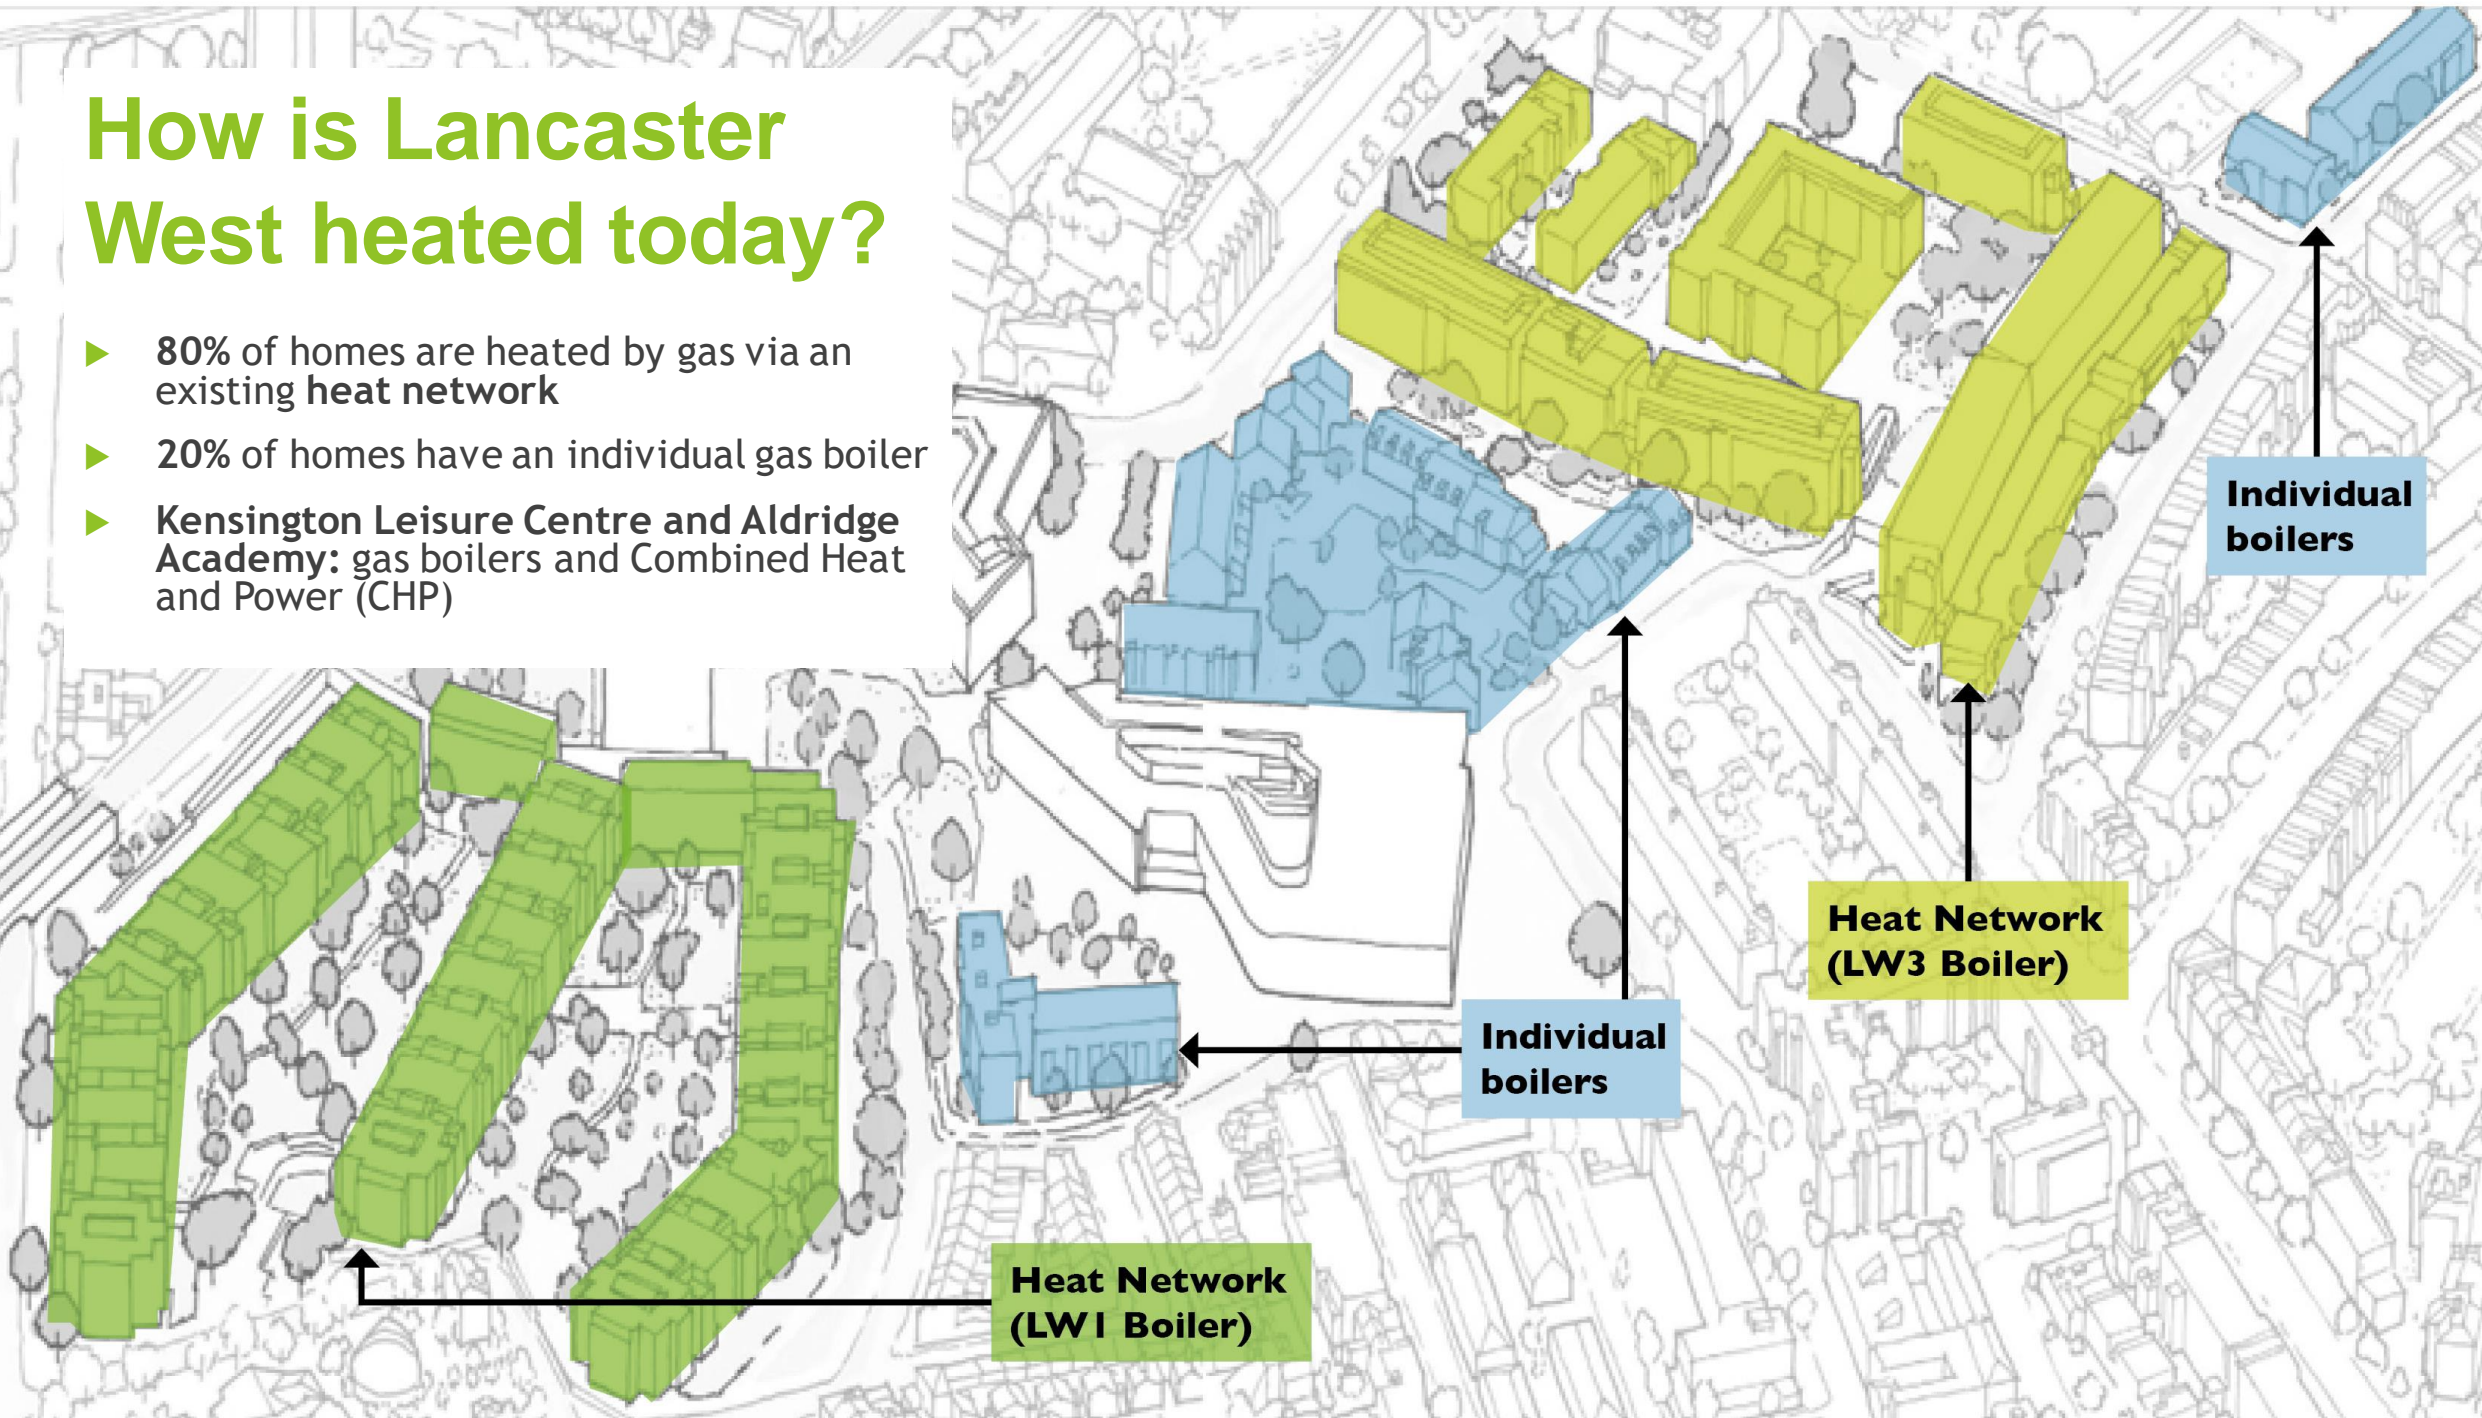 How is Lancaster
West heated today?
80% of homes are heated by gas via an
existing heat network
20% of homes have an individual gas boiler
Kensington Leisure Centre and Aldridge
Academy: gas boilers and Combined Heat
and Power (CHP)
Individual
boilers
Heat Network
(LW3 Boiler)
Individual
boilers
Heat Network
(LW1 Boiler)